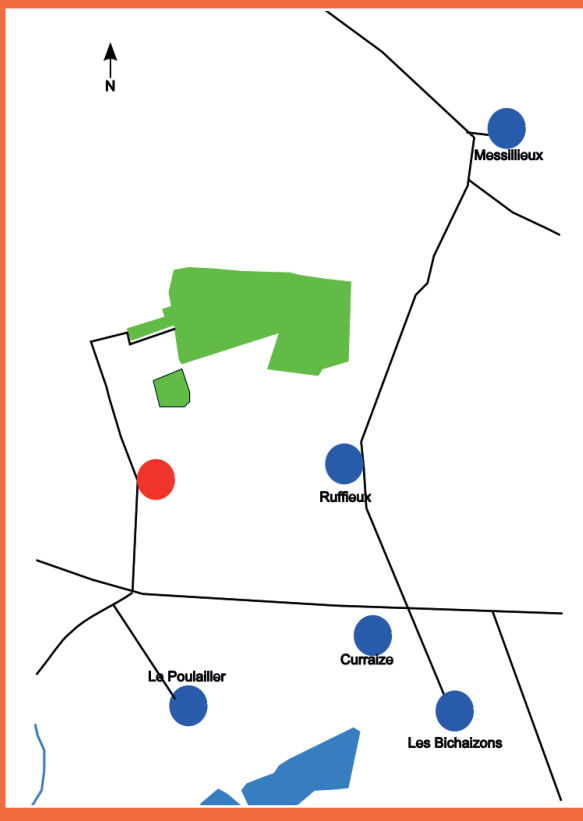 N
Messillieux
Ruffieux
Curraize
Le Poulailler
Les Bichaizons